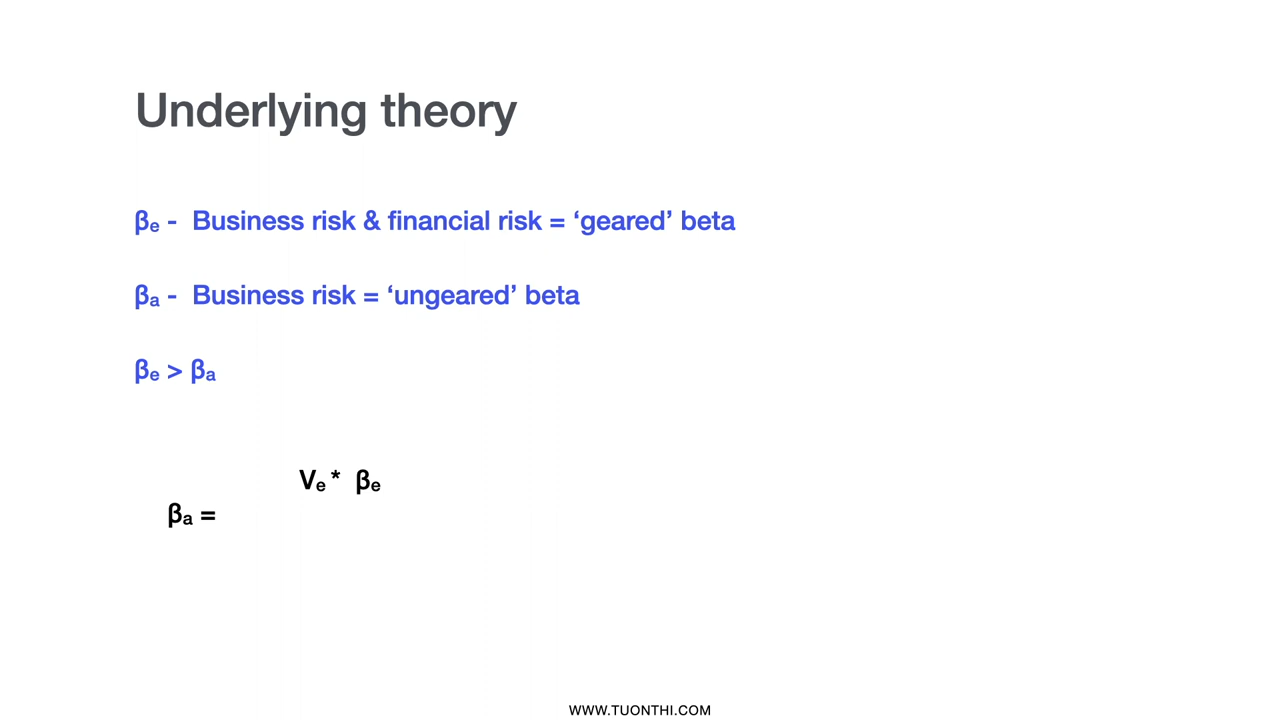 Underlying theory
βₑ - Business risk & financial risk = ‘geared’ beta
βₐ - Business risk = ‘ungeared’ beta
βₑ > βₐ
Vₑ * βₑ
βₐ =
WWW.TUONTHI.COM